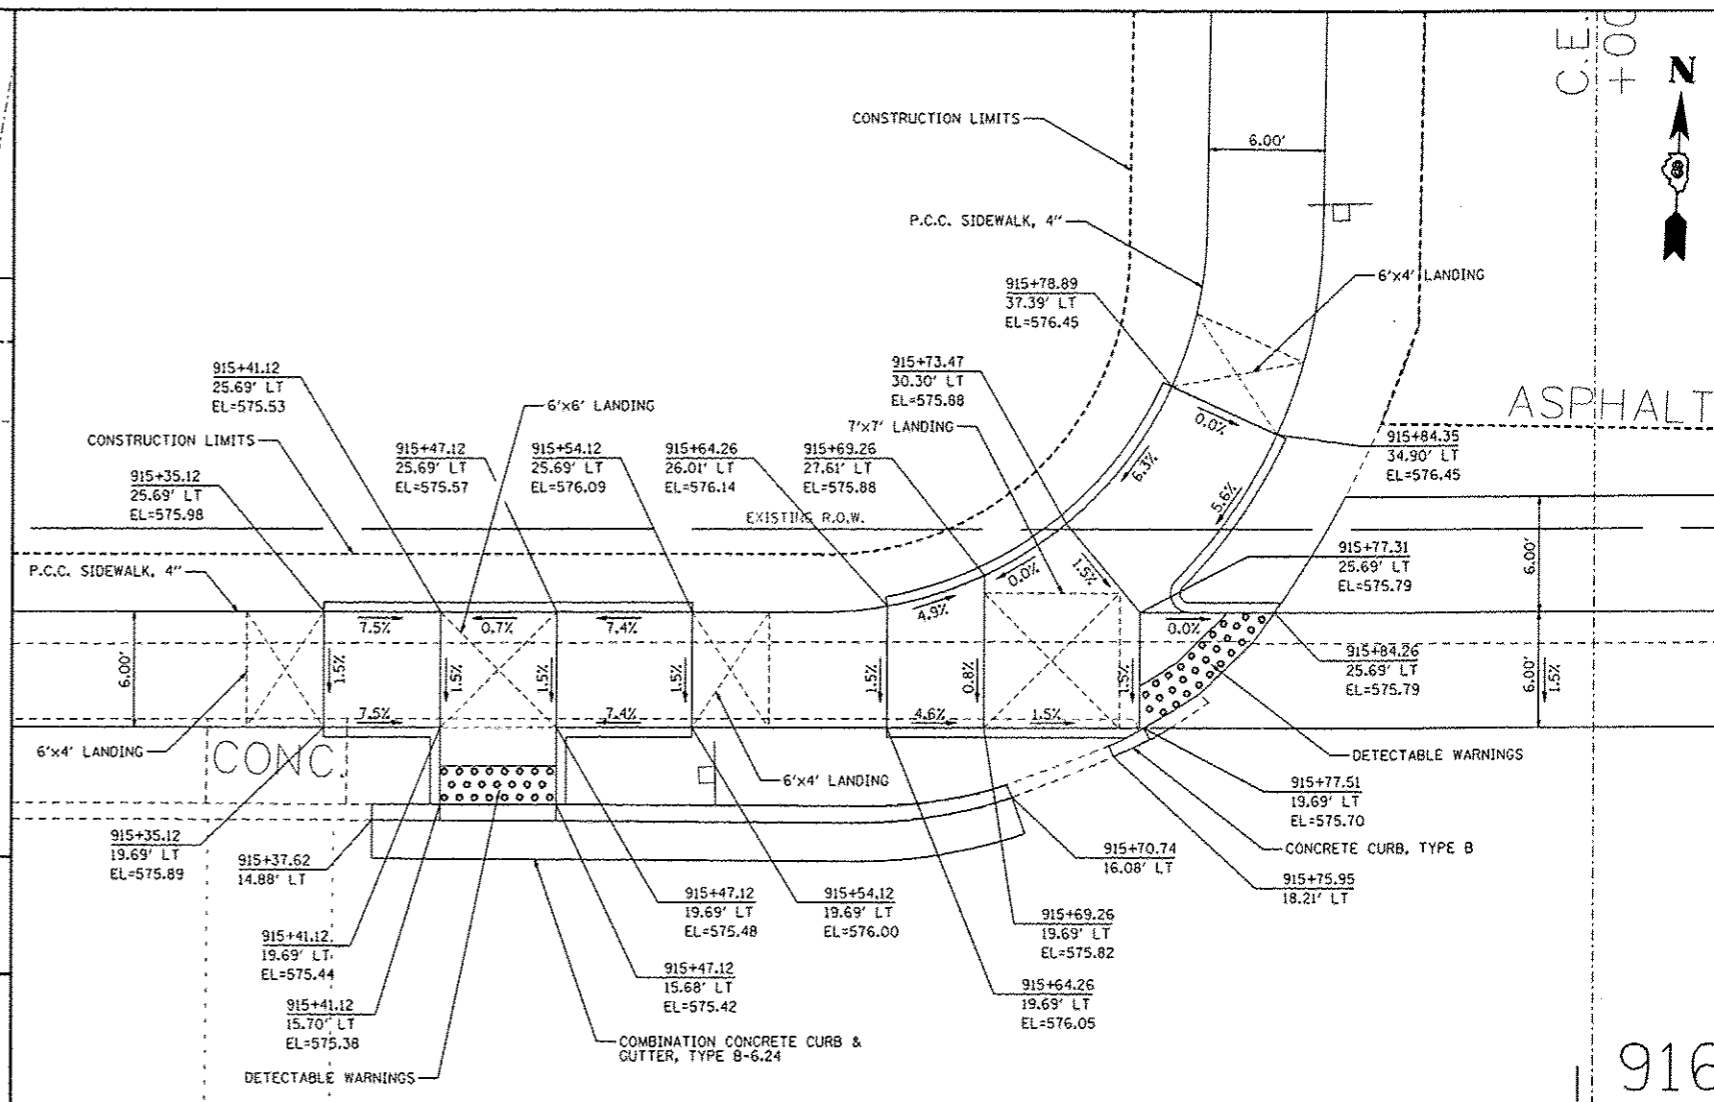 C.E.
+00
N
CONSTRUCTION LIMITS
6.00'
P.C.C. SIDEWALK, 4"
6'x4' LANDING
915+78.89
37.39' LT
EL=576.45
915+41.12
25.69' LT
EL=575.53
915+73.47
30.30' LT
EL=575.88
6'x6' LANDING
7'x7' LANDING
0.0%
ASPHALT
CONSTRUCTION LIMITS
915+47.12
25.69' LT
EL=575.57
915+54.12
25.69' LT
EL=576.09
915+64.26
26.01' LT
EL=576.14
915+69.26
27.61' LT
EL=575.88
915+84.35
34.90' LT
EL=576.45
915+35.12
25.69' LT
EL=575.98
6.3%
5.6%
EXISTING R.O.W.
P.C.C. SIDEWALK, 4"
0.0%
1.5%
915+77.31
25.69' LT
EL=575.79
6.00'
7.5%
0.7%
7.4%
4.9%
0.0%
6.00'
1.5%
1.5%
1.5%
1.5%
1.5%
0.8%
1.5%
915+84.26
25.69' LT
EL=575.79
6.00'
1.5%
7.5%
7.4%
4.6%
1.5%
6'x4' LANDING
CONC.
6'x4' LANDING
DETECTABLE WARNINGS
915+77.51
19.69' LT
EL=575.70
915+35.12
19.69' LT
EL=575.89
915+37.62
14.88' LT
915+70.74
16.08' LT
CONCRETE CURB, TYPE B
915+75.95
18.21' LT
915+47.12
19.69' LT
EL=575.48
915+54.12
19.69' LT
EL=576.00
915+69.26
19.69' LT
EL=575.82
915+41.12
19.69' LT
EL=575.44
915+47.12
15.68' LT
EL=575.42
915+64.26
19.69' LT
EL=576.05
915+41.12
15.70' LT
EL=575.38
COMBINATION CONCRETE CURB &
GUTTER, TYPE B-6.24
DETECTABLE WARNINGS
916